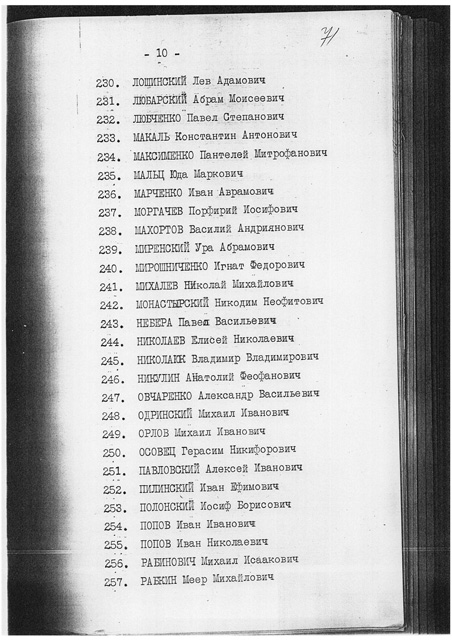 71
- 10 -
230. ЛОЩИНСКИЙ Лев Адамович
231. ЛЮБАРСКИЙ Абрам Моисеевич
232. ЛЮБЧЕНКО Павел Степанович
233. МАКАЛЬ Константин Антонович
234. МАКСИМЕНКО Пантелей Митрофанович
235. МАЛЬЦ Юда Маркович
236. МАРЧЕНКО Иван Аврамович
237. МОРГАЧЕВ Порфирий Иосифович
238. МАХОРТОВ Василий Андриянович
239. МИРЕНСКИЙ Ура Абрамович
240. МИРОШНИЧЕНКО Игнат Федорович
241. МИХАЛЕВ НИколай Михайлович
242. МОНАСТЫРСКИЙ Никодим Неофитович
243. НЕБЕРА Павел Васильевич
244. НИКОЛАЕВ Елисей Николаевич
245. НИКОЛАКК Владимир Владимирович
246. НИКУЛИН АНатолий Феофанович
247. ОВЧАРЕНКО Александр Васильевич
248. ОДРИНСКИЙ Михаил Иванович
249. ОРЛОВ Михаил Иванович
250. ОСОВЕЦ Герасим Никифорович
251. ПАВЛОВСКИЙ Алексей Иванович
252. ПИЛИНСКИЙ Иван Ефимович
253. ПОЛОНСКИЙ Иосиф Борисович
254. ПОПОВ Иван Иванович
255. ПОПОВ Иван Николаевич
256. РАБИНОВИЧ Михаил Исаакович
257. РАБКИН Меер Михайлович